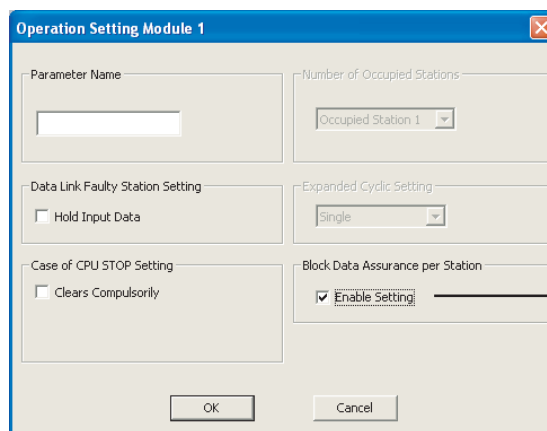 Operation Setting Module 1
Parameter Name
Number of Occupied Stations
Occupied Station 1
Data Link Faulty Station Setting
Hold Input Data
Expanded Cyclic Setting
Single
Case of CPU STOP Setting
Clears Compulsorily
Block Data Assurance per Station
Enable Setting
OK
Cancel